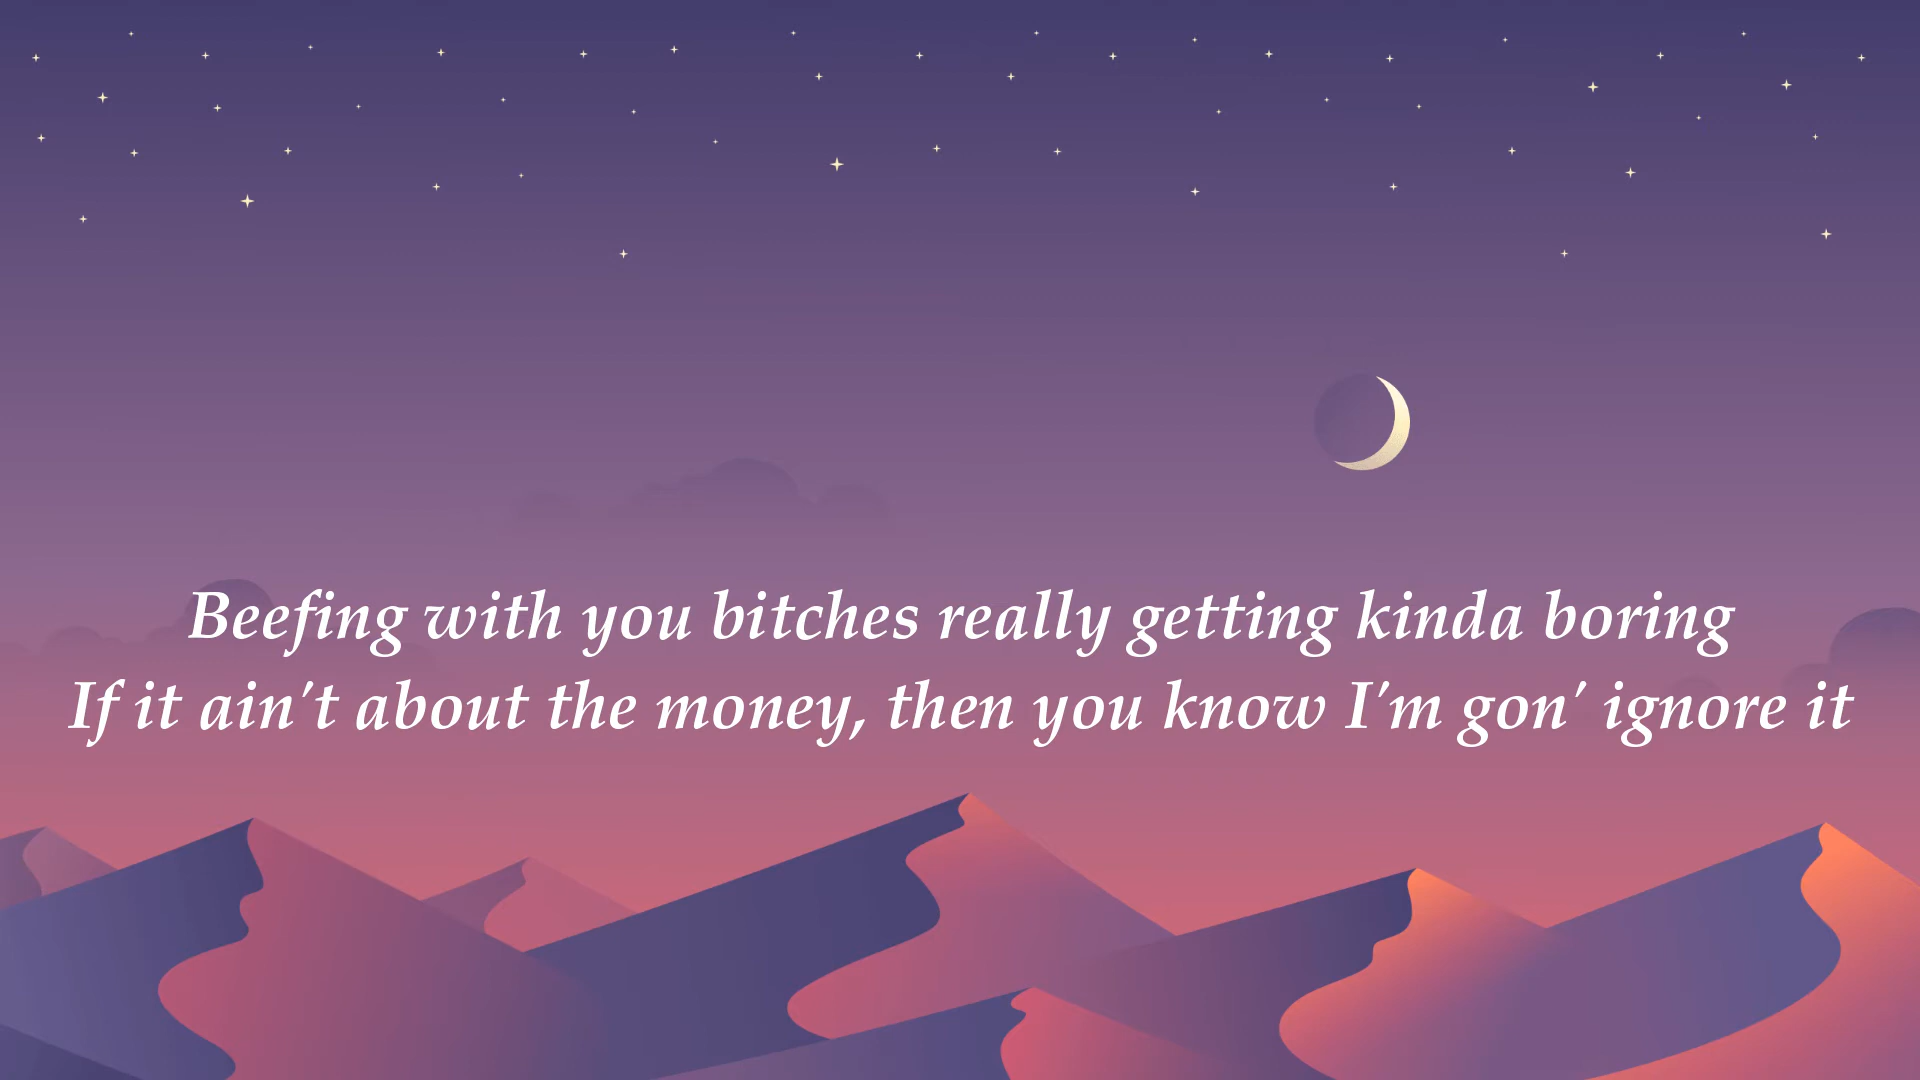 Beefing with you bitches really getting kinda boring
If it ain't about the money, then you know I'm gon' ignore it